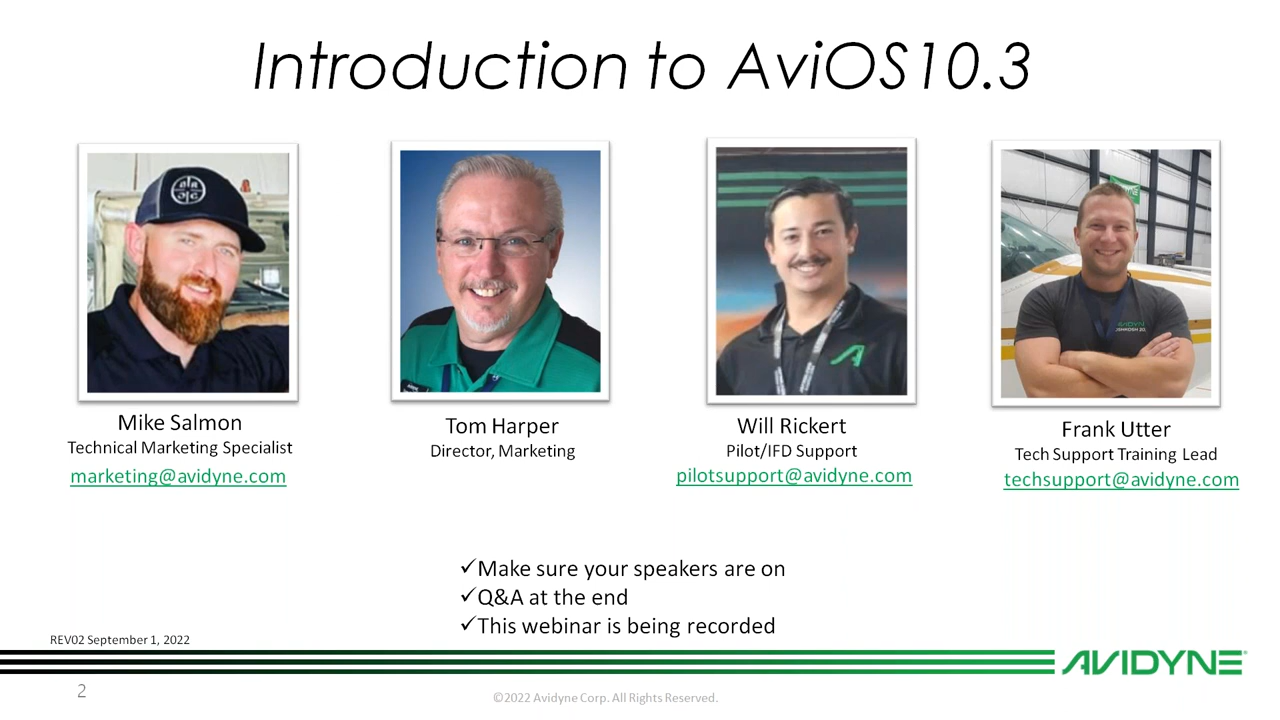 Introduction to AviOS10.3
Mike Salmon
Technical Marketing Specialist
marketing@avidyne.com
Tom Harper
Director, Marketing
Will Rickert
Pilot/IFD Support
pilotsupport@avidyne.com
Frank Utter
Tech Support Training Lead
techsupport@avidyne.com
✓Make sure your speakers are on
✓Q&A at the end
✓This webinar is being recorded
REV02 September 1, 2022
AVIDYNE
2
©2022 Avidyne Corp. All Rights Reserved.